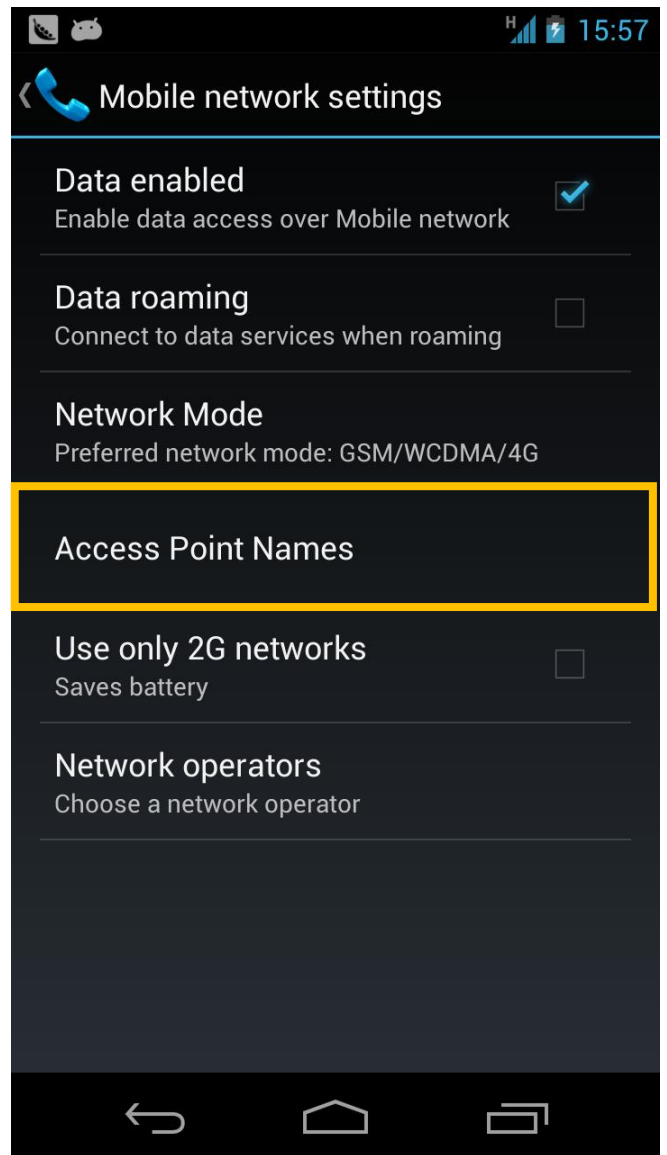 H 15:57
Mobile network settings
Data enabled
Enable data access over Mobile network
Data roaming
Connect to data services when roaming
Network Mode
Preferred network mode: GSM/WCDMA/4G
Access Point Names
Use only 2G networks
Saves battery
Network operators
Choose a network operator